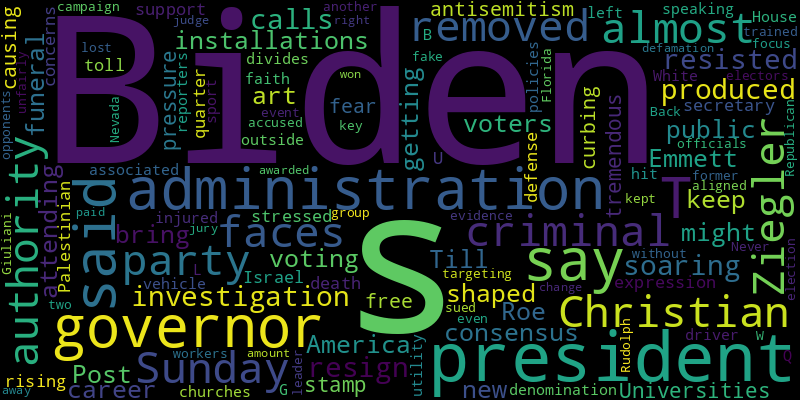 campaign support another
judge calls removed antisemitism left speaking House
causing concerns lost installations B almost right trained
unfairly toll Biden divides fake defamation focus
funeral Nevada pressure reporters quarter faith art won fear resisted
opponents sport event accused key getting policies Florida White electors produced
outside voters curbing Back secretary
authority associated awarded U defense tremendous public officials Republican
attending administration Emmett hit former
said Palestinian paid injured stressed group T kept aligned keep Ziegler
Giuliani bring jury faces S evidence criminal might Never
party voting Till say without soaring election
two vehicle L Israel death targeting expression
investigation free sued shaped change Christian
governor America even Roe driver W
workers amount consensus Rudolph president
rising Post Sunday leader resign utility Q
away career churches G stamp new denomination Universities